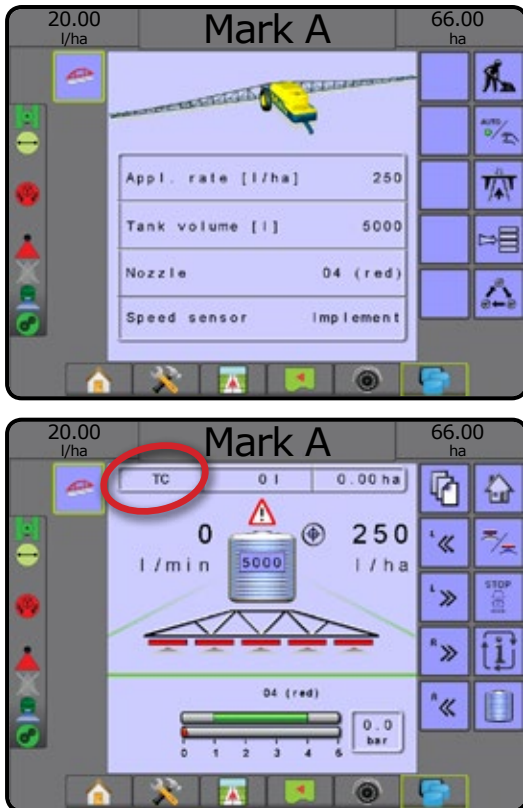 20.00 Mark A 66.00
l/ha ha
AUTO
Appl. rate [l/ha] 250
Tank volume [l] 5000
Nozzle 04 (red)
Speed sensor Implement
20.00 Mark A 66.00
l/ha ha
TC 0 l 0.00 ha
0 250
l/min 5000 l/ha
L L R R
STOP
i
04 (red)
0.0
bar
0 1 2 3 4 5 6